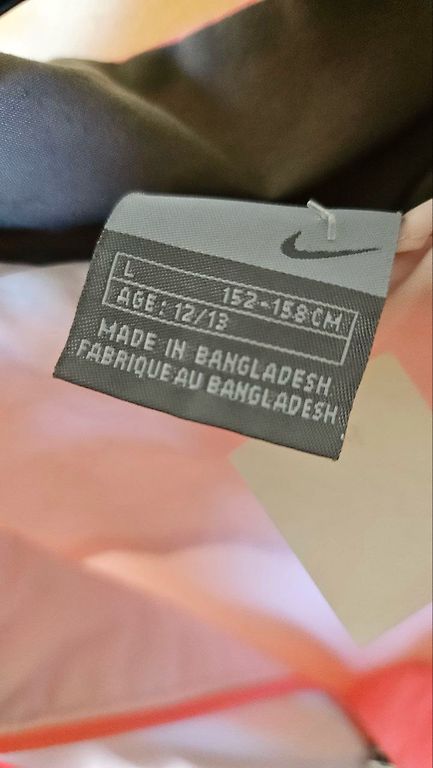 L 152-158CM
AGE: 12/13
MADE IN BANGLADESH
FABRIQUE AU BANGLADESH